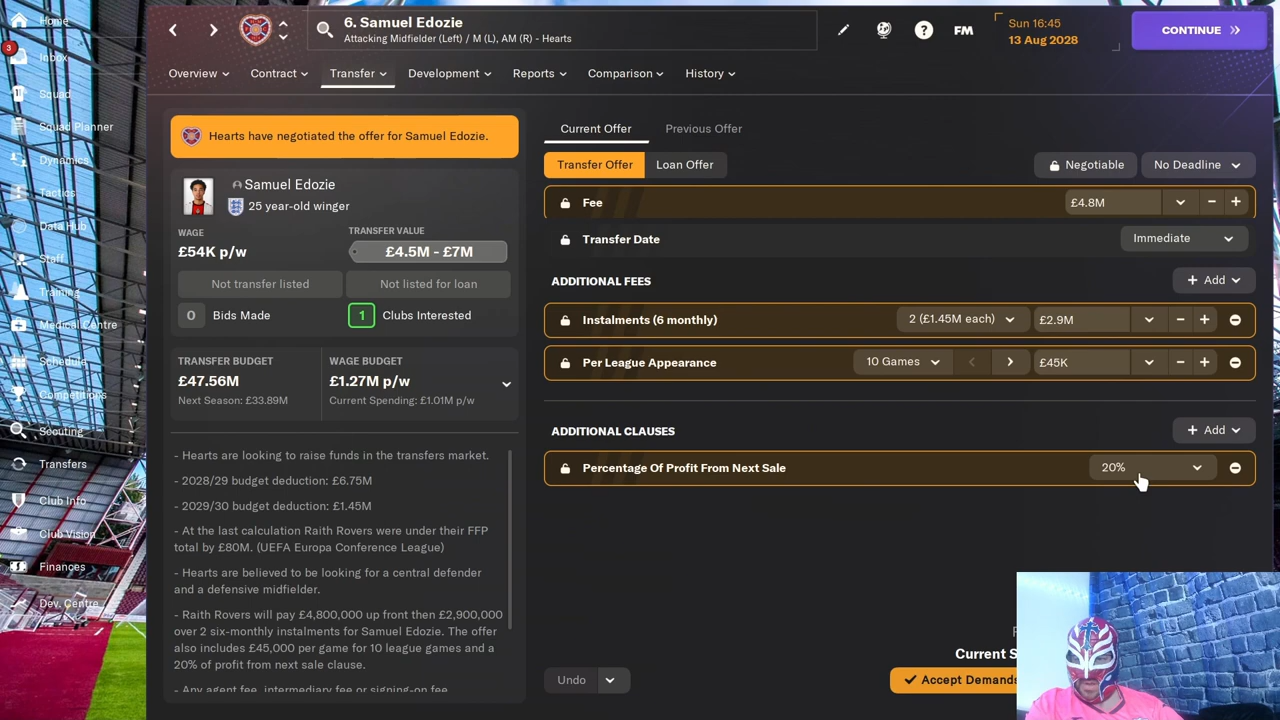 Home
3
Inbox
Squad
Squad Planner
Dynamics
Tactics
Data Hub
Staff
Training
Medical Centre
Schedule
Competitions
Scouting
Transfers
Club Info
Club Vision
Finances
Dev. Centre
6. Samuel Edozie
Attacking Midfielder (Left) / M (L), AM (R) - Hearts
?
FM
Sun 16:45
13 Aug 2028
CONTINUE
Overview
Contract
Transfer
Development
Reports
Comparison
History
Hearts have negotiated the offer for Samuel Edozie.
Samuel Edozie
25 year-old winger
WAGE
£54K p/w
TRANSFER VALUE
£4.5M - £7M
Not transfer listed
Not listed for loan
0 Bids Made
1 Clubs Interested
TRANSFER BUDGET
£47.56M
Next Season: £33.89M
WAGE BUDGET
£1.27M p/w
Current Spending: £1.01M p/w
- Hearts are looking to raise funds in the transfers market.
- 2028/29 budget deduction: £6.75M
- 2029/30 budget deduction: £1.45M
- At the last calculation Raith Rovers were under their FFP
total by £80M. (UEFA Europa Conference League)
- Hearts are believed to be looking for a central defender
and a defensive midfielder.
- Raith Rovers will pay £4,800,000 up front then £2,900,000
over 2 six-monthly instalments for Samuel Edozie. The offer
also includes £45,000 per game for 10 league games and a
20% of profit from next sale clause.
- Any agent fee, intermediary fee or signing-on fee
Current Offer
Previous Offer
Transfer Offer
Loan Offer
Negotiable
No Deadline
Fee
£4.8M
Transfer Date
Immediate
ADDITIONAL FEES
+ Add
Instalments (6 monthly)
2 (£1.45M each)
£2.9M
Per League Appearance
10 Games
£45K
ADDITIONAL CLAUSES
+ Add
Percentage Of Profit From Next Sale
20%
Current S
Undo
Accept Demands